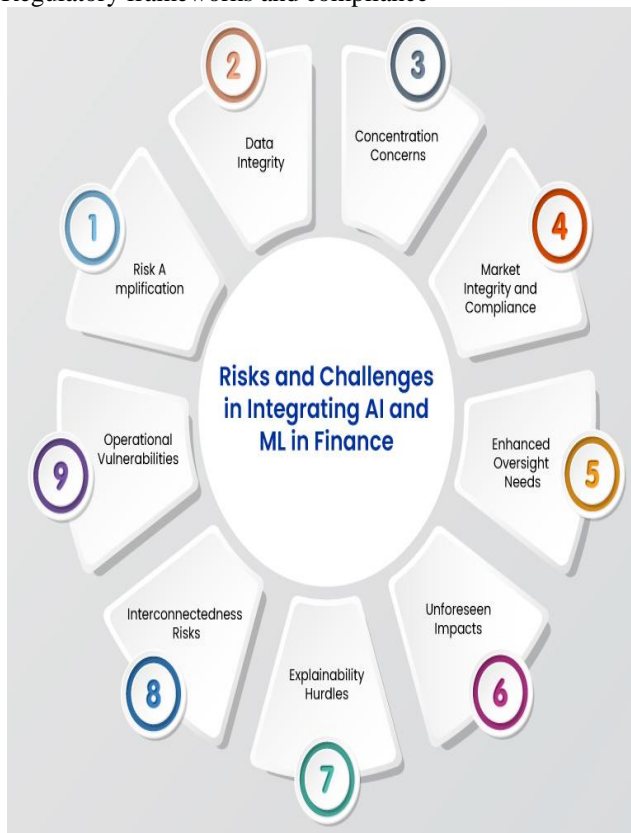 Regulatory frameworks and compliance
2
Data
Integrity
3
Concentration
Concerns
1
Risk A
mplification
4
Market
Integrity and
Compliance
Risks and Challenges
in Integrating AI and
ML in Finance
9
Operational
Vulnerabilities
Enhanced
Oversight
Needs
5
8
Interconnectedness
Risks
7
Explainability
Hurdles
6
Unforeseen
Impacts